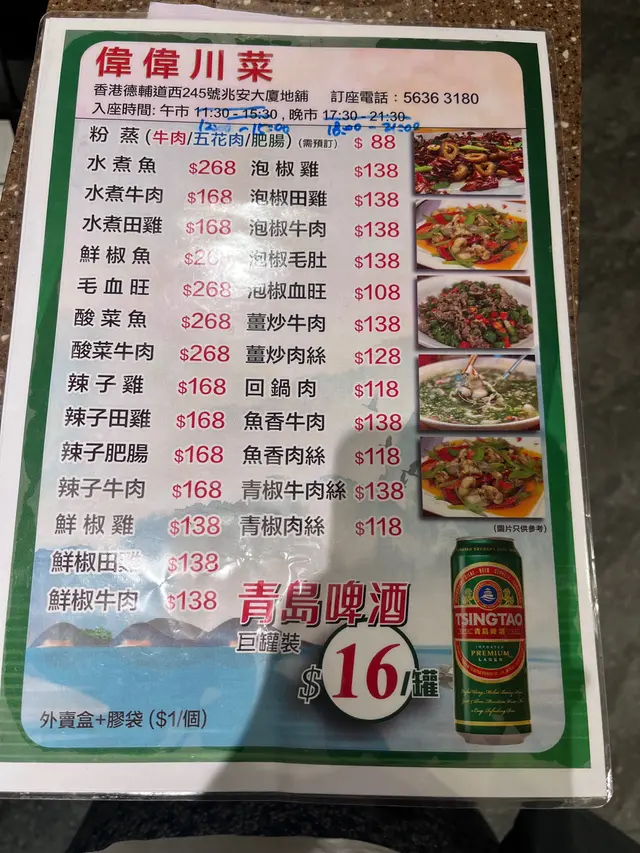 偉偉川菜
香港德輔道西245號兆安大廈地舖 訂座電話：5636 3180
入座時間: 午市 11:30 - 15:30 , 晚市 17:30 - 21:30
12:00 - 15:00 18:00 - 21:00
粉 蒸 (牛肉/五花肉/肥腸) (需預訂) $ 88
水煮魚 $268 泡椒雞 $138
水煮牛肉 $168 泡椒田雞 $138
水煮田雞 $168 泡椒牛肉 $138
鮮椒魚 泡椒毛肚 $138
毛血旺 $268 泡椒血旺 $108
酸菜魚 $268 薑炒牛肉 $138
酸菜牛肉 $268 薑炒肉絲 $128
辣子雞 $168 回鍋肉 $118
辣子田雞 $168 魚香牛肉 $138
辣子肥腸 $168 魚香肉絲 $118
辣子牛肉 $168 青椒牛肉絲 $138
鮮椒雞 $138 青椒肉絲 $118
鮮椒田雞 $138
鮮椒牛肉 $138
(圖片只供參考)
青島啤酒
巨罐裝
$16/罐
TSINGTAO
青島啤酒
IMPORTED
PREMIUM
LAGER
外賣盒+膠袋 ($1/個)